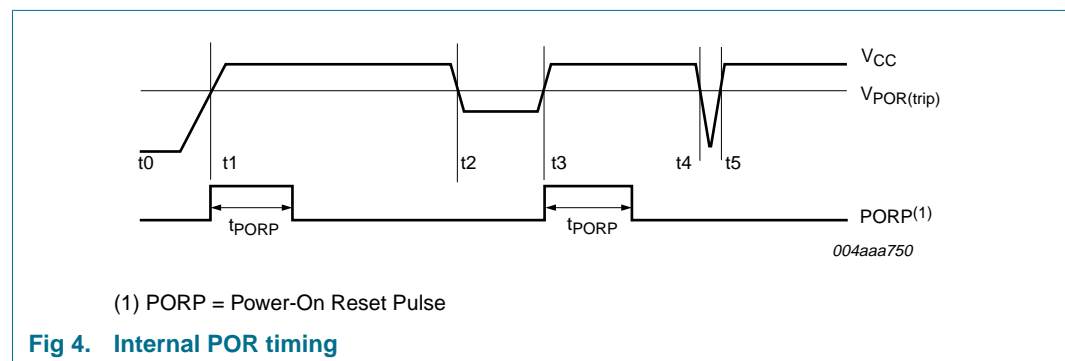 VCC
VPOR(trip)
t0 t1 t2 t3 t4 t5
tPORP tPORP PORP(1)
004aaa750
(1) PORP = Power-On Reset Pulse
Fig 4. Internal POR timing